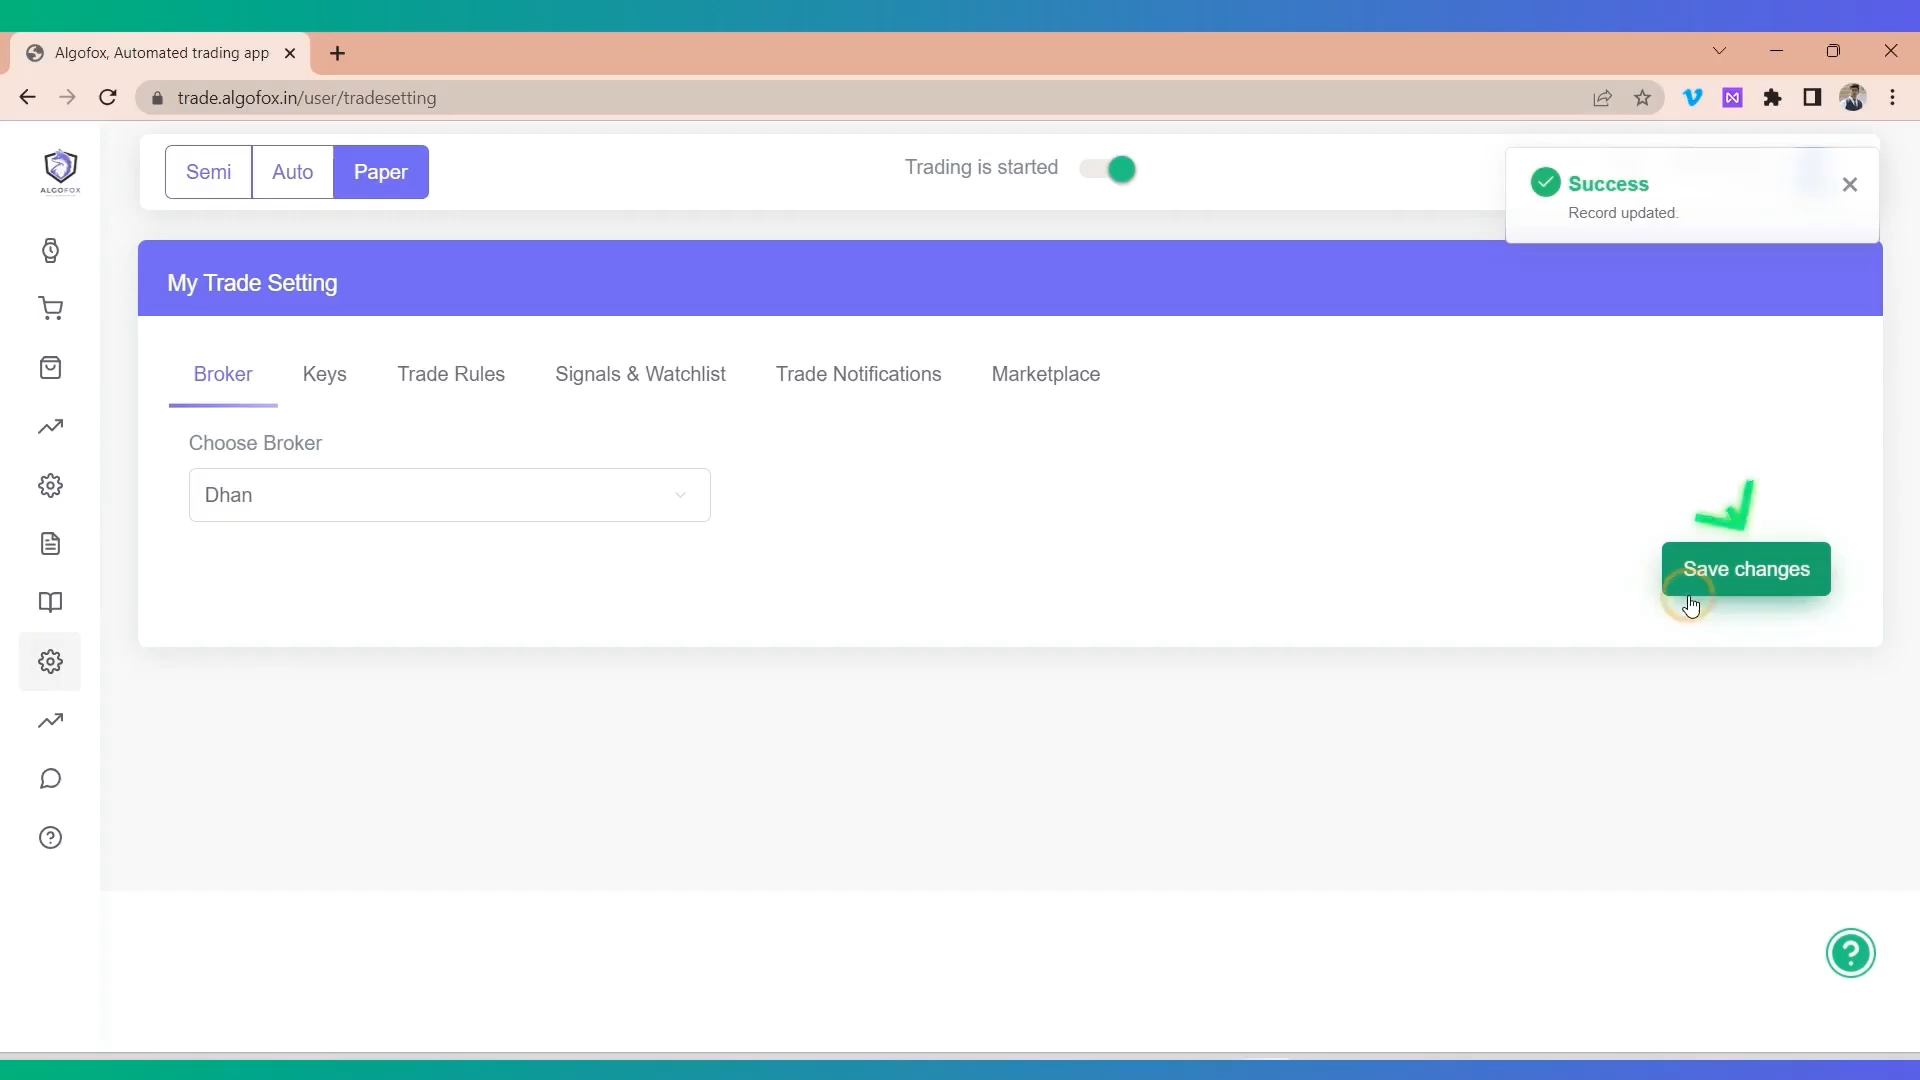 Algofox, Automated trading app
trade.algofox.in/user/tradesetting
ALGOFOX
Semi
Auto
Paper
Trading is started
Success
Record updated.
My Trade Setting
Broker
Keys
Trade Rules
Signals & Watchlist
Trade Notifications
Marketplace
Choose Broker
Dhan
Save changes